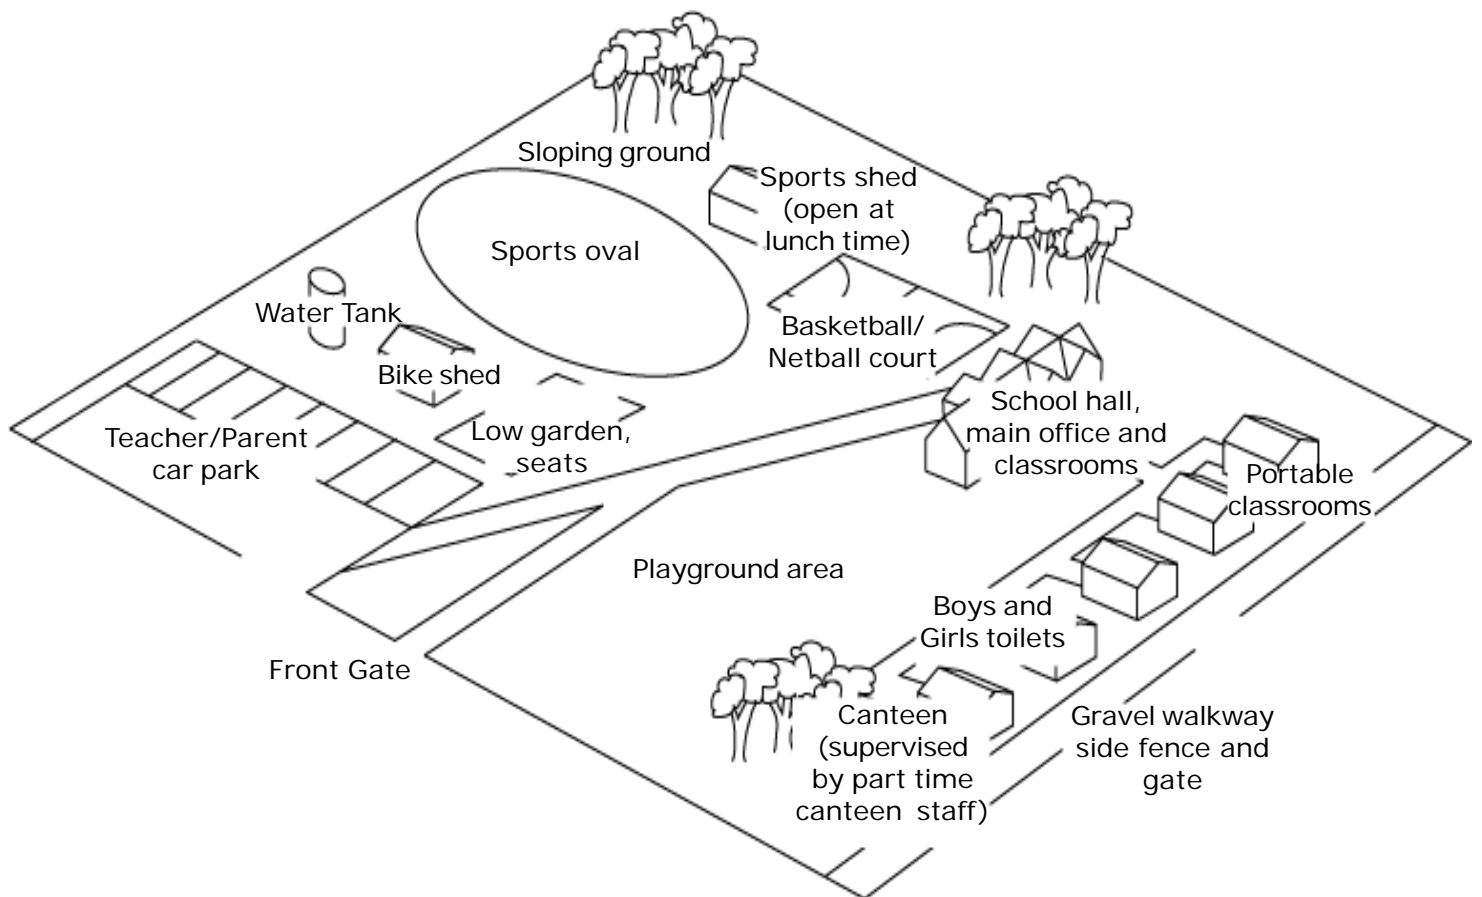 Sloping ground
Sports shed
(open at
lunch time)
Sports oval
Water Tank
Basketball/
Netball court
Bike shed
School hall,
main office and
classrooms
Low garden,
seats
Teacher/Parent
car park
Portable
classrooms
Playground area
Boys and
Girls toilets
Front Gate
Canteen
(supervised
by part time
canteen staff)
Gravel walkway
side fence and
gate